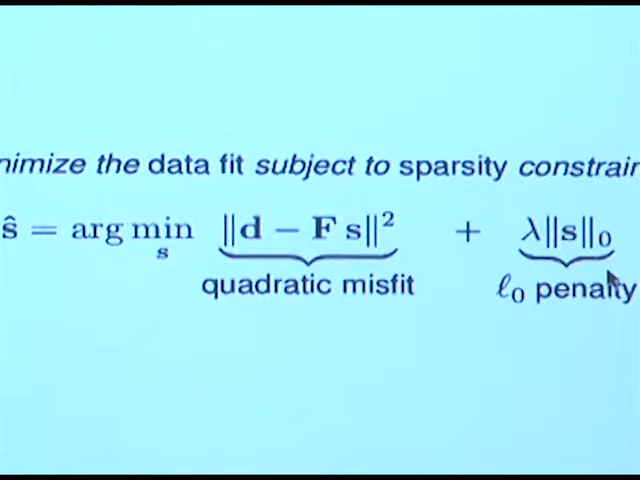 nimize the data fit subject to sparsity constrain
ŝ = arg min ‖d − F s‖² + λ‖s‖₀
s
quadratic misfit ℓ₀ penalty